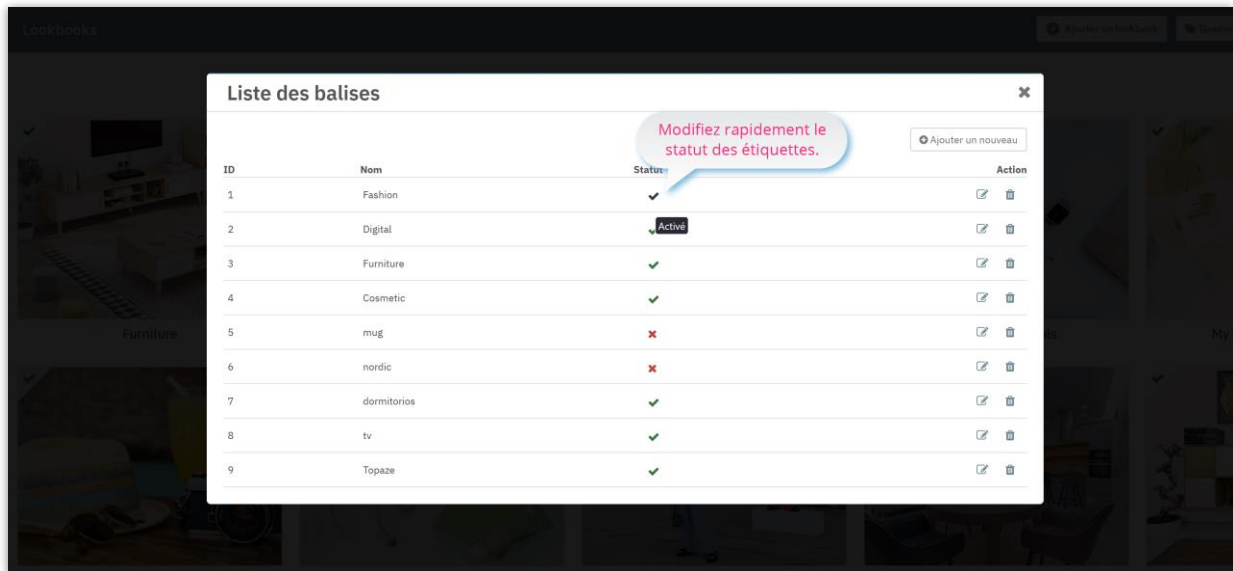 Lookbooks
Ajouter un lookbook
Liste des balises
Modifiez rapidement le
statut des étiquettes.
Ajouter un nouveau
ID Nom Statut Action
1 Fashion
Activé
2 Digital
3 Furniture
4 Cosmetic
5 mug
6 nordic
7 dormitorios
8 tv
9 Topaze
Furniture
My